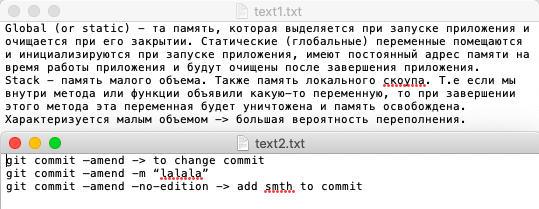 text1.txt
Global (or static) – та память, которая выделяется при запуске приложения и
очищается при его закрытии. Статические (глобальные) переменные помещаются
и инициализируются при запуске приложения, имеют постоянный адрес памяти на
время работы приложения и будут очищены после завершения приложения.
Stack – память малого объема. Также память локального скоупа. Т.е если мы
внутри метода или функции объявили какую-то переменную, то при завершении
этого метода эта переменная будет уничтожена и память освобождена.
Характеризуется малым объемом –> большая вероятность переполнения.
text2.txt
git commit —amend —> to change commit
git commit —amend -m “lalala”
git commit —amend —no-edition -> add smth to commit